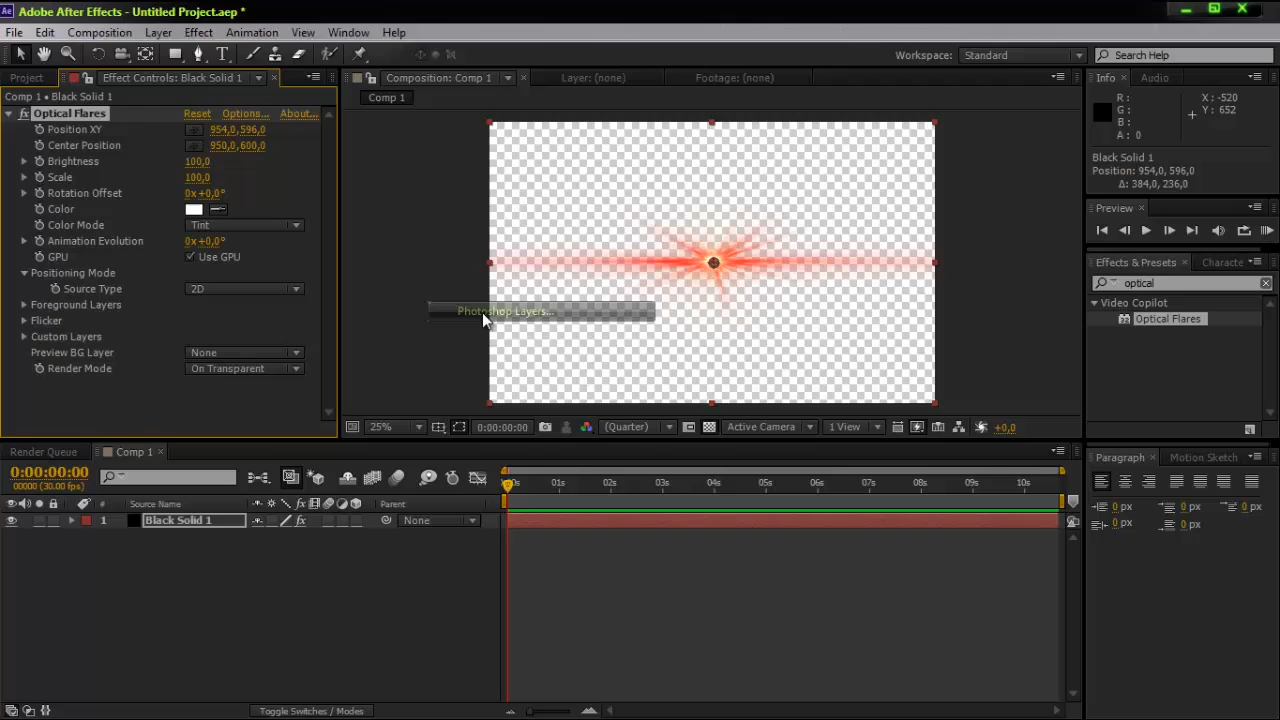 Adobe After Effects - Untitled Project.aep *
File Edit Composition Layer Effect Animation View Window Help
Workspace: Standard Search Help
Project Effect Controls: Black Solid 1 Composition: Comp 1 Layer: (none) Footage: (none) Info Audio
Comp 1 • Black Solid 1
Comp 1
R :
G :
B :
A : 0
X : -520
Y : 652
fx Optical Flares Reset Options... About...
Position XY 954,0,596,0
Center Position 950,0,600,0
Brightness 100,0
Scale 100,0
Rotation Offset 0x+0,0°
Color
Color Mode Tint
Animation Evolution 0x+0,0°
GPU Use GPU
Positioning Mode
Source Type 2D
Foreground Layers
Flicker
Custom Layers
Preview BG Layer None
Render Mode On Transparent
Photoshop Layers...
Black Solid 1
Position: 954,0, 596,0
Δ: 384,0, 236,0
Preview
Effects & Presets Characte
optical
Video Copilot
Optical Flares
25% 0:00:00:00 (Quarter) Active Camera 1 View +0,0
Render Queue Comp 1
0:00:00:00
00000 (30.00 fps)
01s 02s 03s 04s 05s 06s 07s 08s 09s 10s
# Source Name Parent
1 Black Solid 1 None
Toggle Switches / Modes
Paragraph Motion Sketch
0 px 0 px 0 px
0 px 0 px